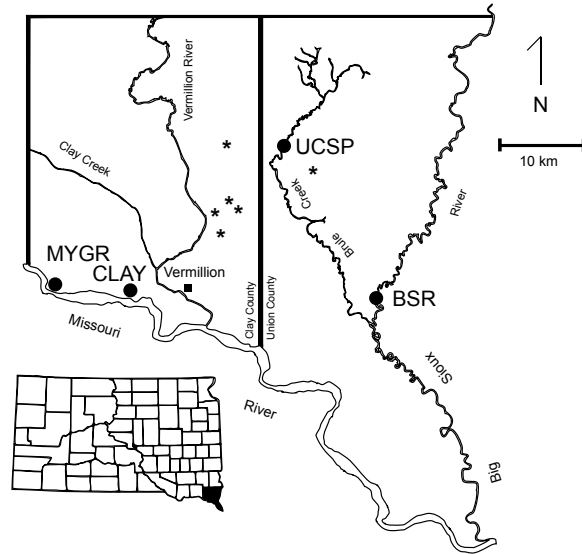 Vermillion River
N
10 km
UCSP
Clay Creek
Brule
Creek
River
MYGR
CLAY
Vermillion
BSR
Clay County
Union County
Missouri
River
Big
Sioux